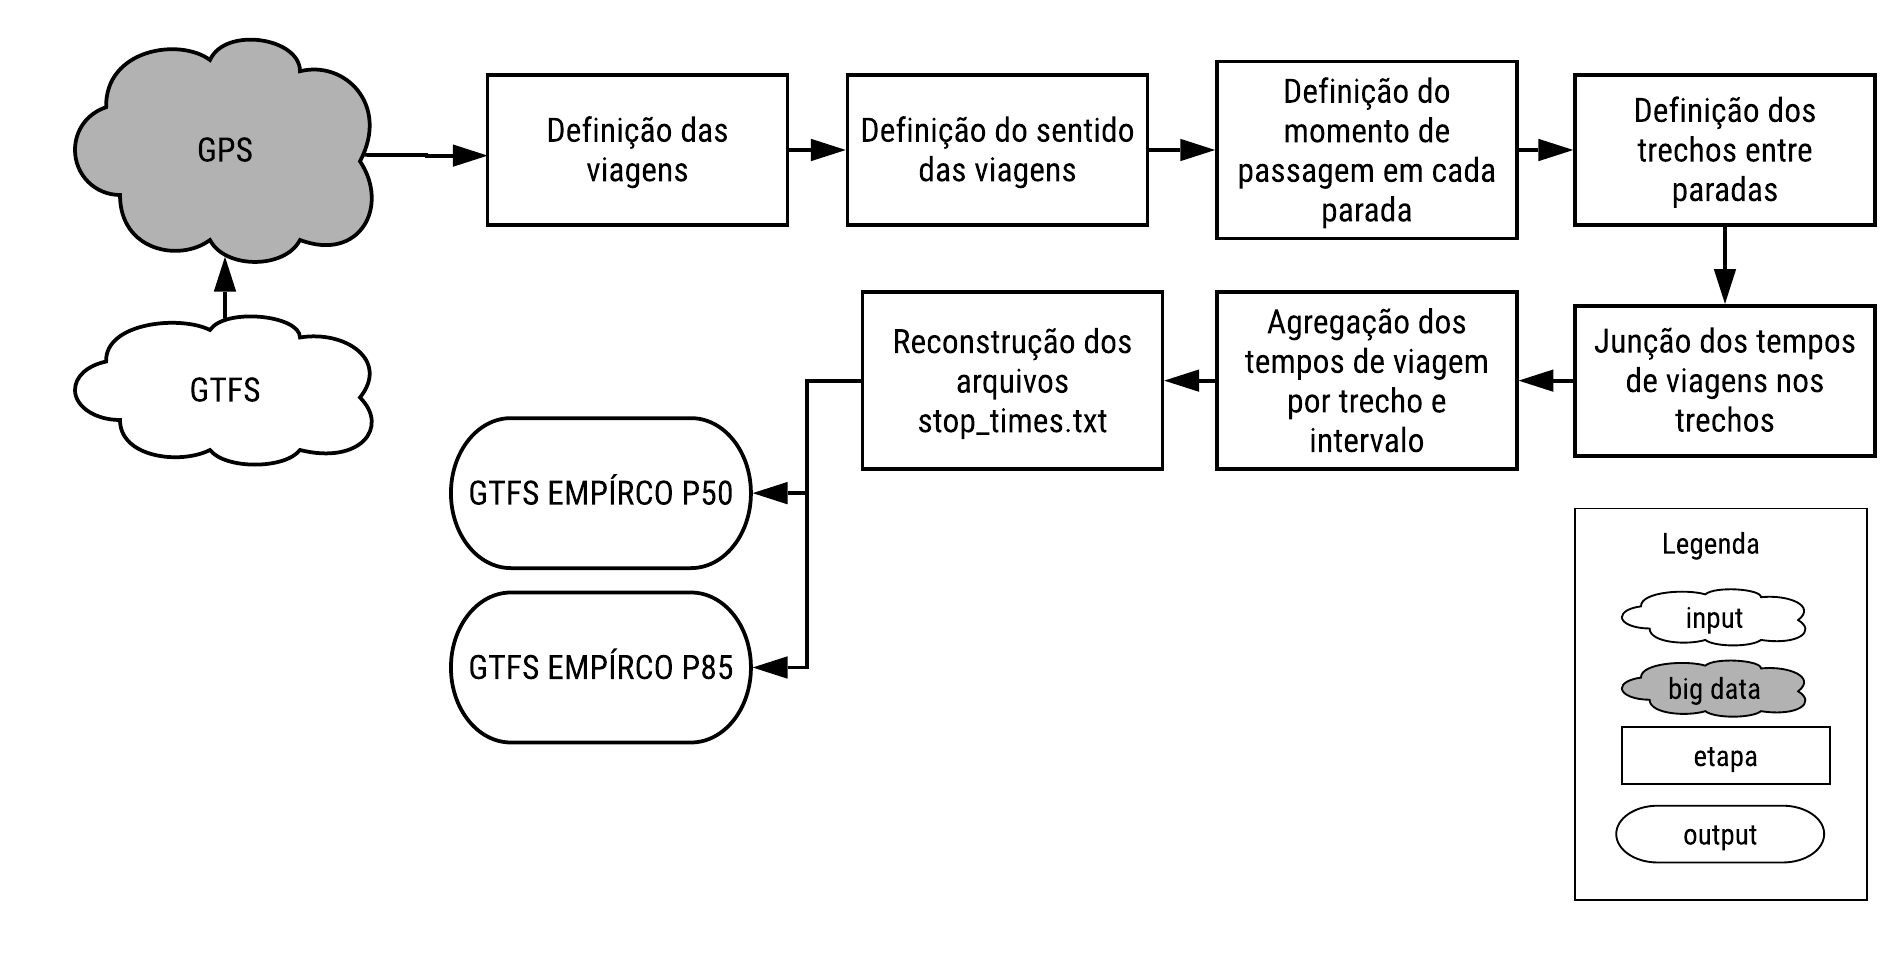 GPS
Definição das
viagens
Definição do sentido
das viagens
Definição do
momento de
passagem em cada
parada
Definição dos
trechos entre
paradas
GTFS
Reconstrução dos
arquivos
stop_times.txt
Agregação dos
tempos de viagem
por trecho e
intervalo
Junção dos tempos
de viagens nos
trechos
GTFS EMPÍRCO P50
GTFS EMPÍRCO P85
Legenda
input
big data
etapa
output